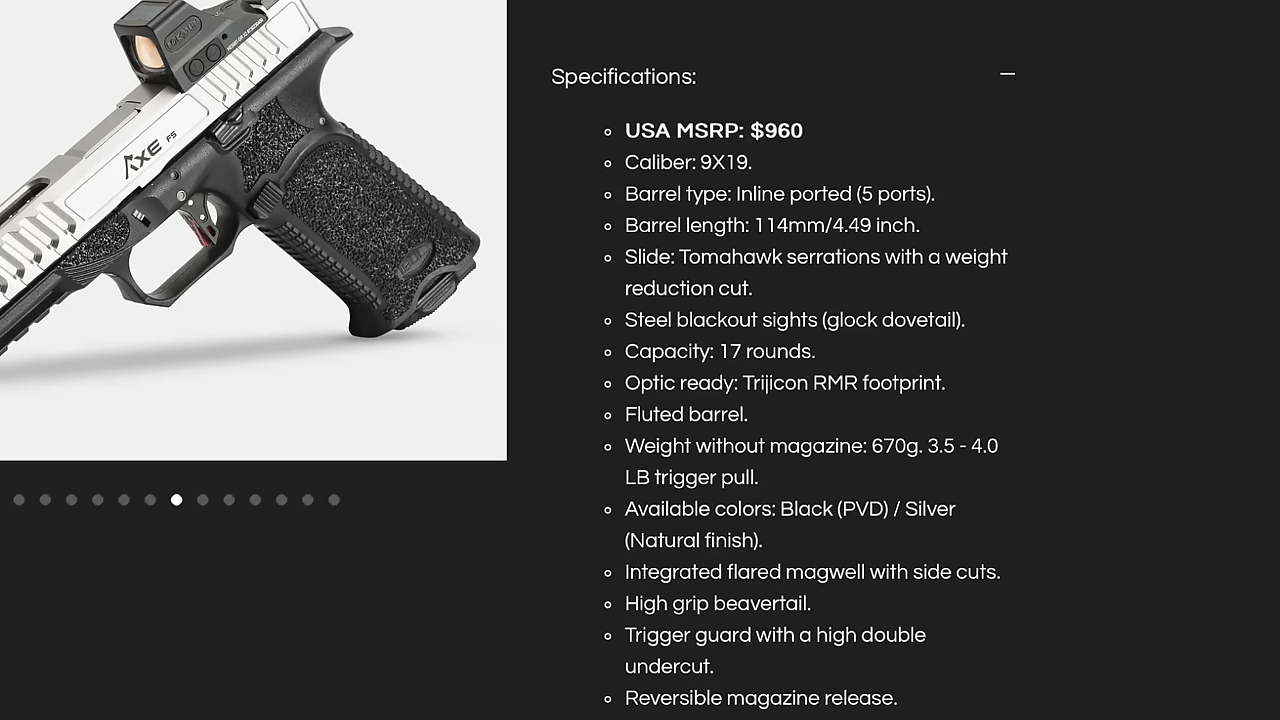 AXE FS
Specifications:
USA MSRP: $960
Caliber: 9X19.
Barrel type: Inline ported (5 ports).
Barrel length: 114mm/4.49 inch.
Slide: Tomahawk serrations with a weight
reduction cut.
Steel blackout sights (glock dovetail).
Capacity: 17 rounds.
Optic ready: Trijicon RMR footprint.
Fluted barrel.
Weight without magazine: 670g. 3.5 - 4.0
LB trigger pull.
Available colors: Black (PVD) / Silver
(Natural finish).
Integrated flared magwell with side cuts.
High grip beavertail.
Trigger guard with a high double
undercut.
Reversible magazine release.